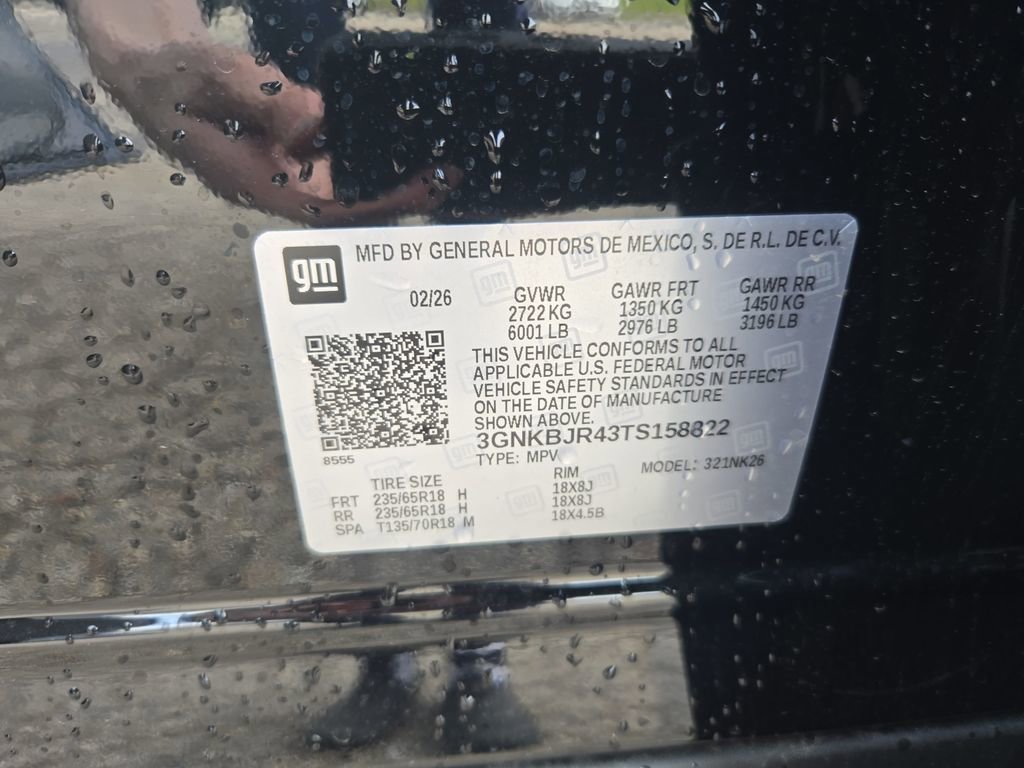 gm
MFD BY GENERAL MOTORS DE MEXICO, S. DE R.L. DE C.V.
02/26
GVWR GAWR FRT GAWR RR
2722 KG 1350 KG 1450 KG
6001 LB 2976 LB 3196 LB
THIS VEHICLE CONFORMS TO ALL
APPLICABLE U.S. FEDERAL MOTOR
VEHICLE SAFETY STANDARDS IN EFFECT
ON THE DATE OF MANUFACTURE
SHOWN ABOVE.
3GNKBJR43TS158822
8555
TYPE: MPV MODEL: 321NK26
TIRE SIZE RIM
FRT 235/65R18 H 18X8J
RR 235/65R18 H 18X8J
SPA T135/70R18 M 18X4.5B